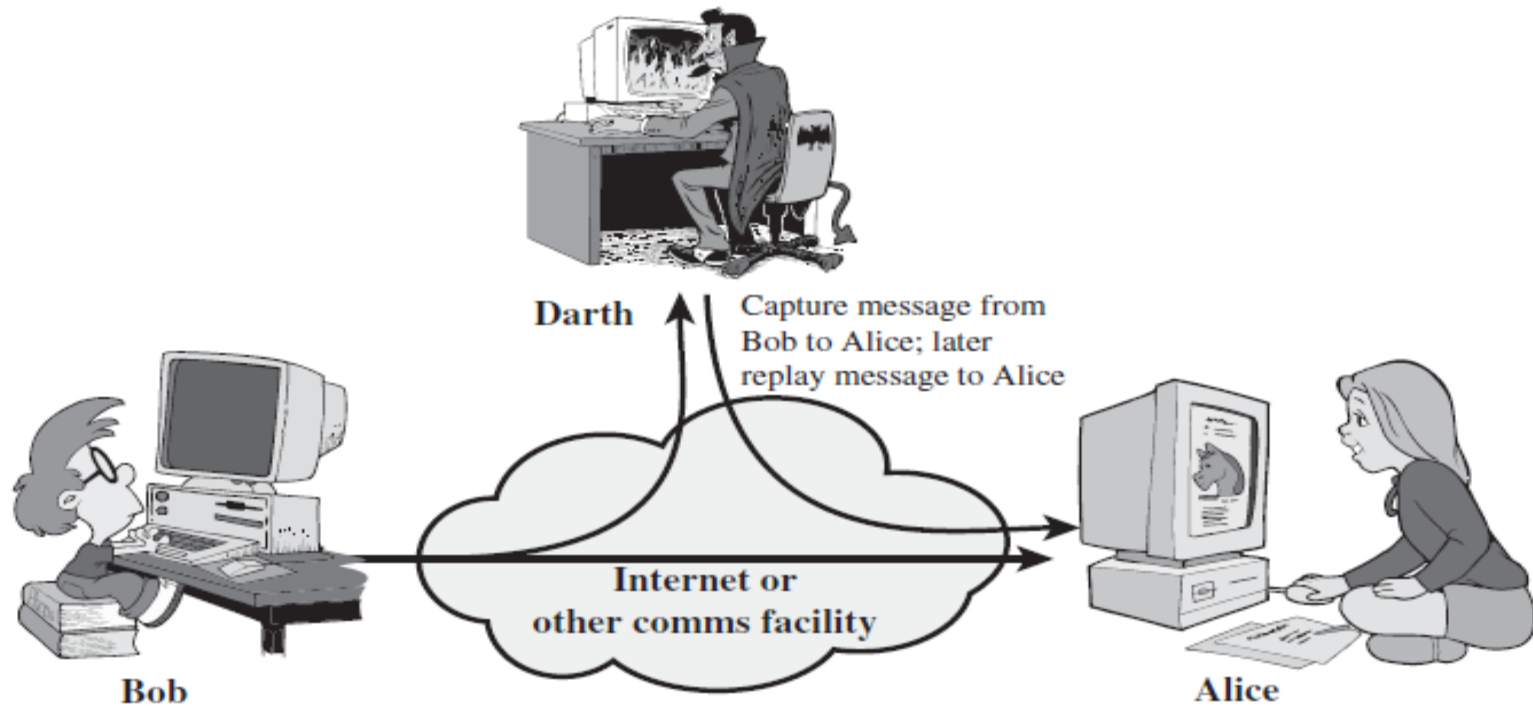 Darth
Capture message from
Bob to Alice; later
replay message to Alice
Internet or
other comms facility
Bob
Alice